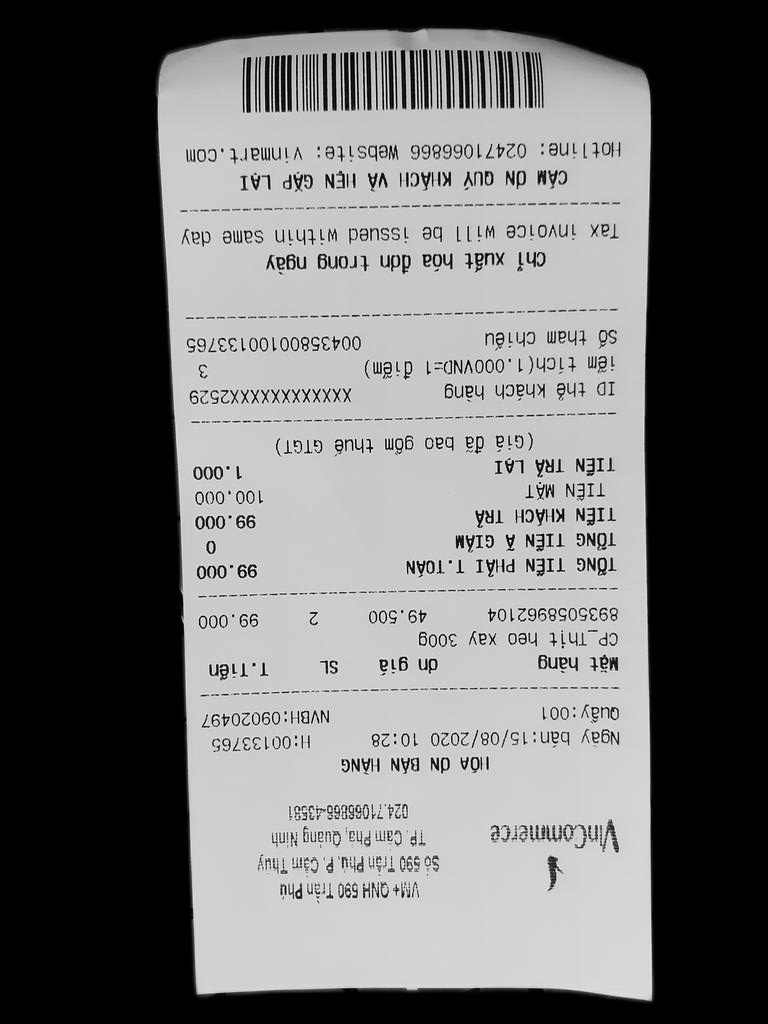 VinCommerce
VM+ QNH 590 Trần Phú
Số 590 Trần Phú, P. Cẩm Thủy
TP. Cẩm Phả, Quảng Ninh
024.71066866-43581
HÓA ĐN BÁN HÀNG
Ngày bán:15/08/2020 10:28 H:00133765
Quầy:001 NVBH:09020497
Mặt hàng ơn giá SL T.Tiền
CP_Thịt heo xay 300g
8935058962104 49.500 2 99.000
TỔNG TIỀN PHẢI T.TOÁN 99.000
TỔNG TIỀN Ã GIẢM 0
TIỀN KHÁCH TRẢ 99.000
TIỀN MẶT 100.000
TIỀN TRẢ LẠI 1.000
(Giá đã bao gồm thuế GTGT)
ID thẻ khách hàng XXXXXXXXXXXXXX2529
iểm tích(1.000VND=1 điểm) 3
Số tham chiếu 00435800100133765
Chỉ xuất hóa đơn trong ngày
Tax invoice will be issued within same day
CẢM ƠN QUÝ KHÁCH VÀ HẸN GẶP LẠI
Hotline: 02471066866 Website: vinmart.com